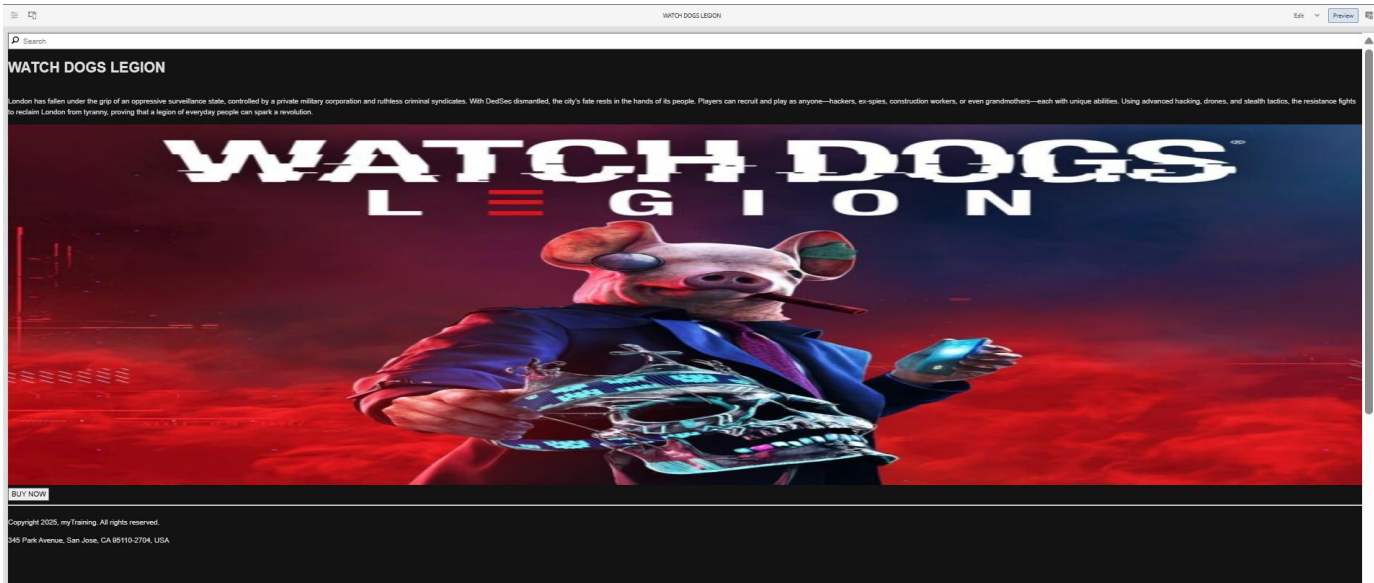 WATCH DOGS LEGION
Edit
Preview
Search
WATCH DOGS LEGION
London has fallen under the grip of an oppressive surveillance state, controlled by a private military corporation and ruthless criminal syndicates. With DedSec dismantled, the city's fate rests in the hands of its people. Players can recruit and play as anyone—hackers, ex-spies, construction workers, or even grandmothers—each with unique abilities. Using advanced hacking, drones, and stealth tactics, the resistance fights
to reclaim London from tyranny, proving that a legion of everyday people can spark a revolution.
WATCH DOGS®
LEGION
BUY NOW
Copyright 2025, myTraining. All rights reserved.
345 Park Avenue, San Jose, CA 95110-2704, USA